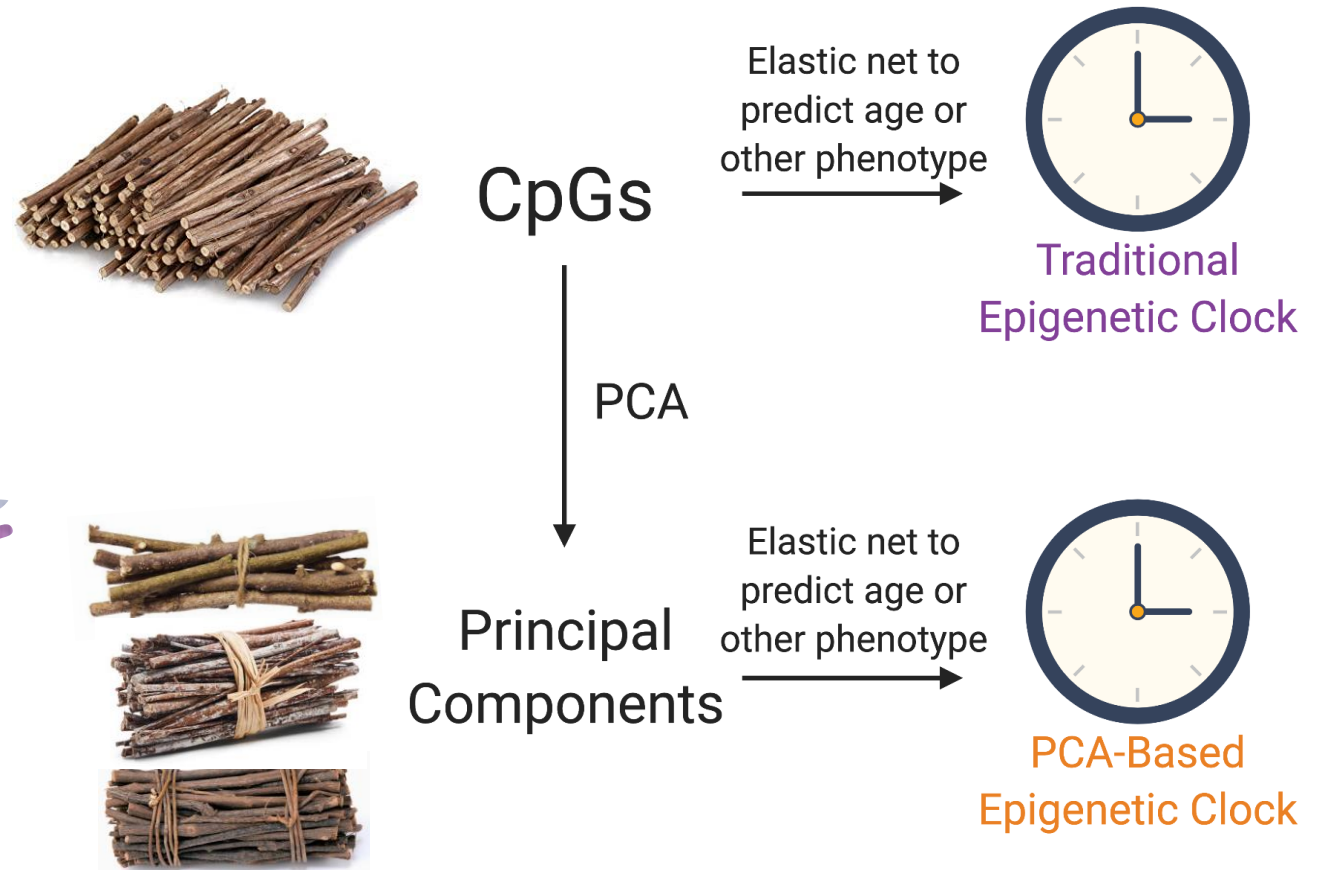 Elastic net to
predict age or
other phenotype
CpGs
Traditional
Epigenetic Clock
PCA
Elastic net to
predict age or
other phenotype
Principal
Components
PCA-Based
Epigenetic Clock